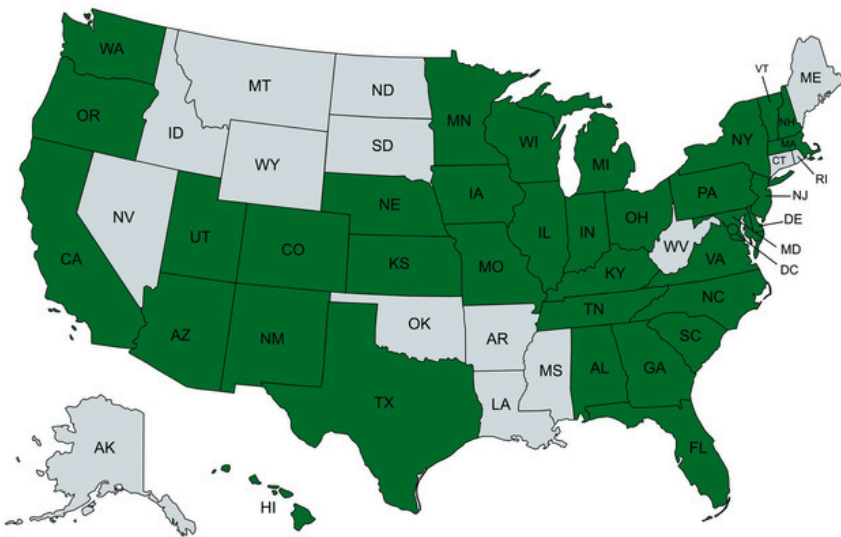 WA
MT
ND
MN
VT
ME
OR
ID
SD
WI
MI
NY
NH
MA
CT
RI
WY
NV
UT
CO
NE
IA
IL
IN
OH
PA
NJ
DE
MD
DC
CA
KS
MO
KY
WV
VA
AZ
NM
OK
AR
TN
NC
SC
TX
LA
MS
AL
GA
FL
AK
HI